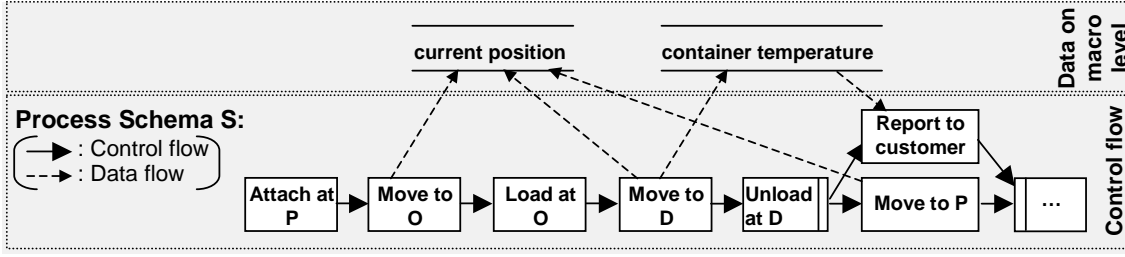 current position
container temperature
Data on
macro
level
Process Schema S:
: Control flow
: Data flow
Report to
customer
Attach at
P
Move to
O
Load at
O
Move to
D
Unload
at D
Move to P
...
Control flow